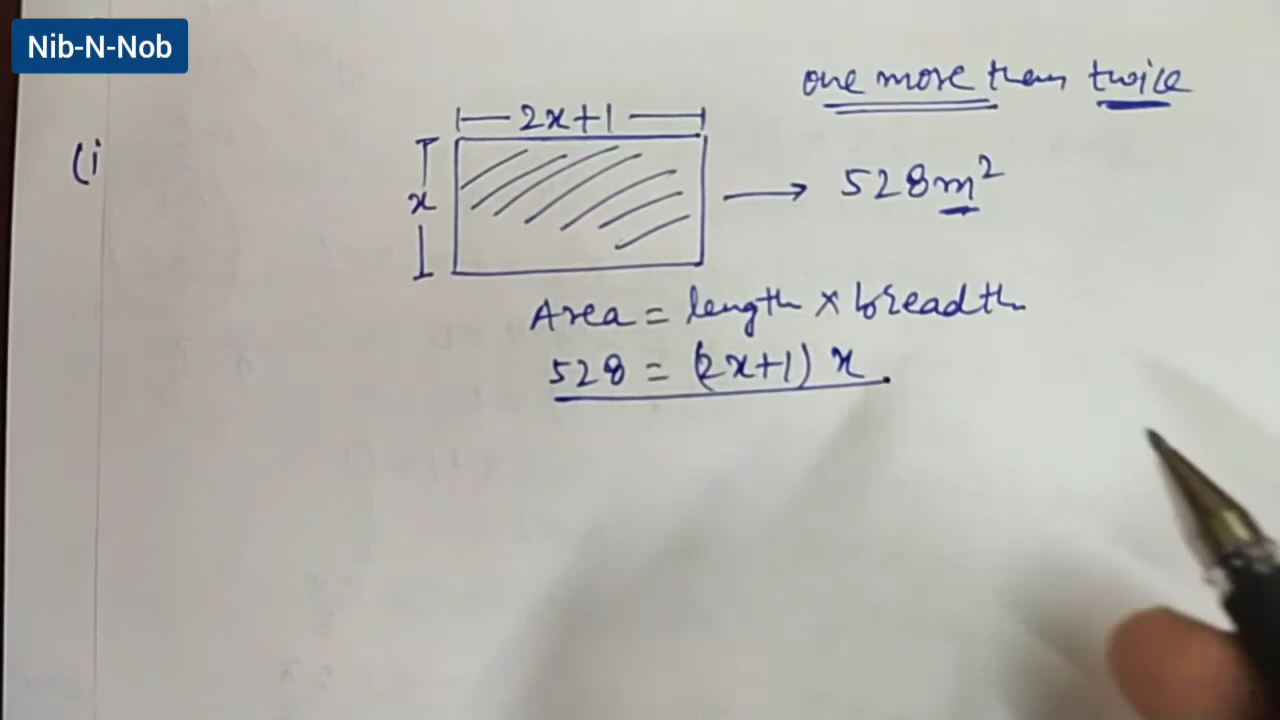 Nib-N-Nob
one more than twice
(i
2x+1
x
528m²
Area = length × breadth
528 = (2x+1) x